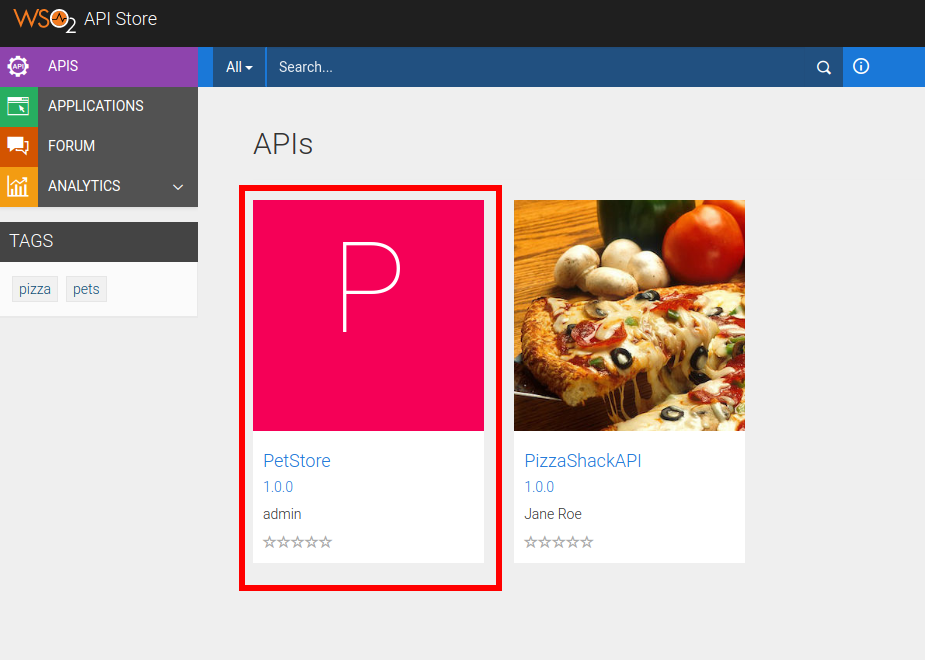 WSO2 API Store
API APIS
All Search...
APPLICATIONS
FORUM
ANALYTICS
TAGS
pizza pets
APIs
P
PetStore
1.0.0
admin
PizzaShackAPI
1.0.0
Jane Roe